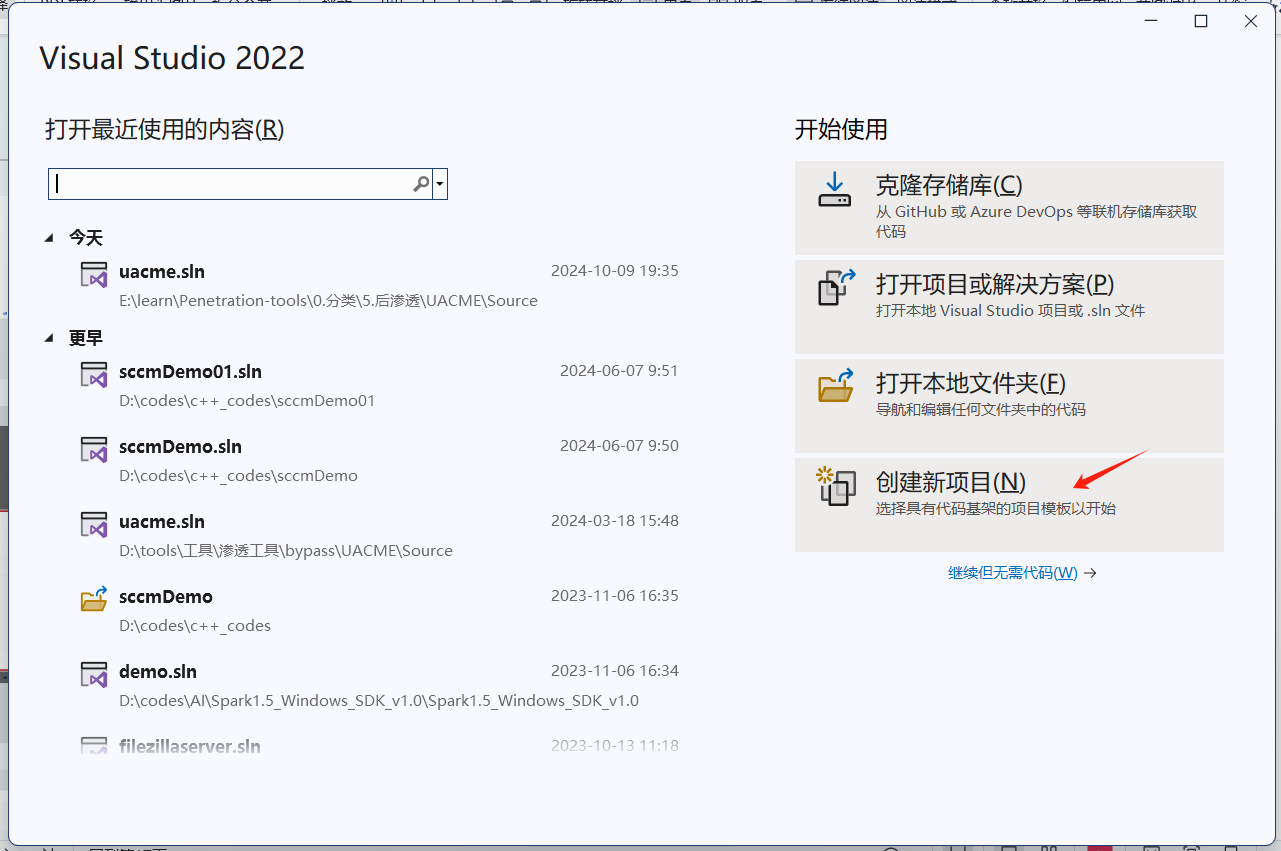 Visual Studio 2022
打开最近使用的内容(R)
今天
uacme.sln 2024-10-09 19:35
E:\learn\Penetration-tools\0.分类\5.后渗透\UACME\Source
更早
sccmDemo01.sln 2024-06-07 9:51
D:\codes\c++_codes\sccmDemo01
sccmDemo.sln 2024-06-07 9:50
D:\codes\c++_codes\sccmDemo
uacme.sln 2024-03-18 15:48
D:\tools\工具\渗透工具\bypass\UACME\Source
sccmDemo 2023-11-06 16:35
D:\codes\c++_codes
demo.sln 2023-11-06 16:34
D:\codes\AI\Spark1.5_Windows_SDK_v1.0\Spark1.5_Windows_SDK_v1.0
filezillaserver.sln 2023-10-13 11:18
开始使用
克隆存储库(C)
从 GitHub 或 Azure DevOps 等联机存储库获取
代码
打开项目或解决方案(P)
打开本地 Visual Studio 项目或 .sln 文件
打开本地文件夹(F)
导航和编辑任何文件夹中的代码
创建新项目(N)
选择具有代码基架的项目模板以开始
继续但无需代码(W) →